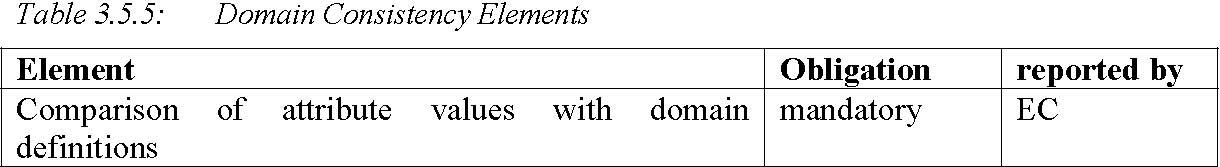 Table 3.5.5: Domain Consistency Elements
Element Obligation reported by
Comparison of attribute values with domain mandatory EC
definitions